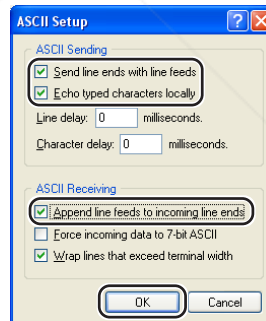 ASCII Setup
ASCII Sending
Send line ends with line feeds
Echo typed characters locally
Line delay: 0 milliseconds.
Character delay: 0 milliseconds.
ASCII Receiving
Append line feeds to incoming line ends
Force incoming data to 7-bit ASCII
Wrap lines that exceed terminal width
OK Cancel